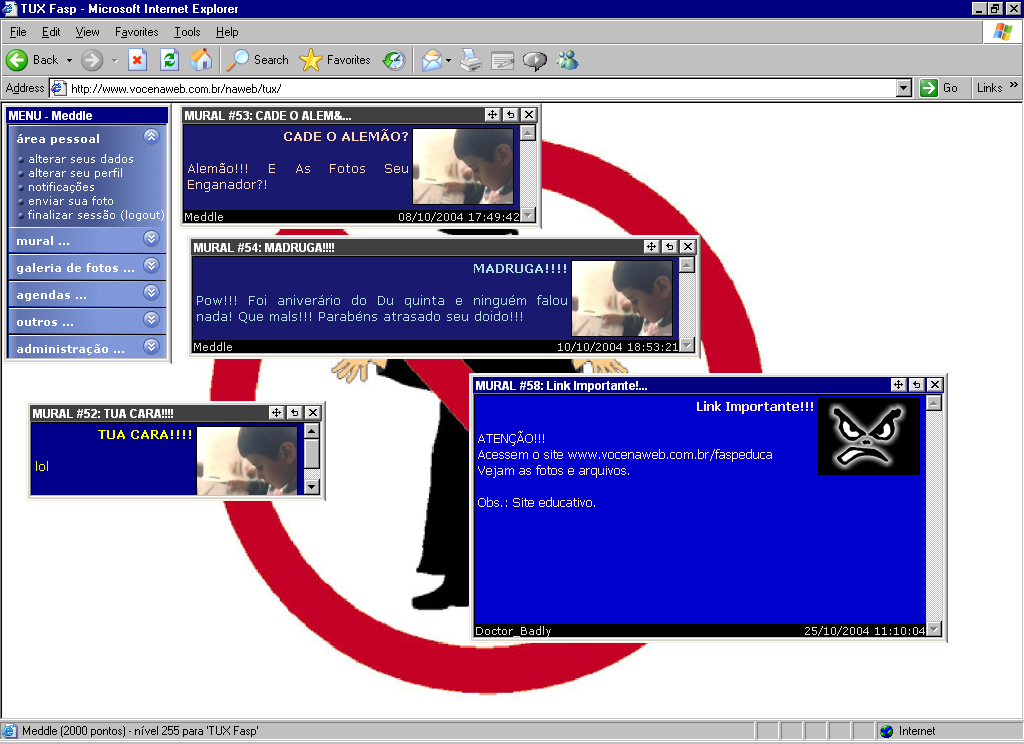 TUX Fasp - Microsoft Internet Explorer
File Edit View Favorites Tools Help
Back Search Favorites
Address http://www.vocenaweb.com.br/naweb/tux/ Go Links »
MENU - Meddle
área pessoal
alterar seus dados
alterar seu perfil
notificações
enviar sua foto
finalizar sessão (logout)
mural ...
galeria de fotos ...
agendas ...
outros ...
administração ...
MURAL #53: CADE O ALEM&...
CADE O ALEMÃO?
Alemão!!! E As Fotos Seu
Enganador?!
Meddle 08/10/2004 17:49:42
MURAL #54: MADRUGA!!!!
MADRUGA!!!!
Pow!!! Foi aniverário do Du quinta e ninguém falou
nada! Que mals!!! Parabéns atrasado seu doido!!!
Meddle 10/10/2004 18:53:21
MURAL #52: TUA CARA!!!!
TUA CARA!!!!
lol
MURAL #58: Link Importante!...
Link Importante!!!
ATENÇÃO!!!
Acessem o site www.vocenaweb.com.br/faspeduca
Vejam as fotos e arquivos.
Obs.: Site educativo.
Doctor_Badly 25/10/2004 11:10:04
Meddle (2000 pontos) - nível 255 para 'TUX Fasp' Internet